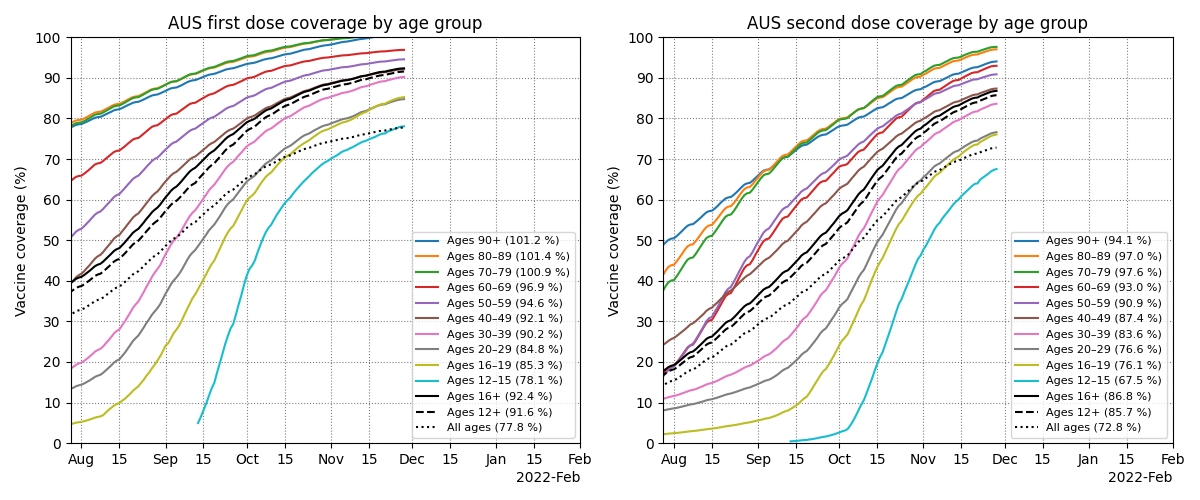 AUS first dose coverage by age group
Vaccine coverage (%)
100
90
80
70
60
50
40
30
20
10
0
Aug 15 Sep 15 Oct 15 Nov 15 Dec 15 Jan 15 Feb
2022-Feb
Ages 90+ (101.2 %)
Ages 80–89 (101.4 %)
Ages 70–79 (100.9 %)
Ages 60–69 (96.9 %)
Ages 50–59 (94.6 %)
Ages 40–49 (92.1 %)
Ages 30–39 (90.2 %)
Ages 20–29 (84.8 %)
Ages 16–19 (85.3 %)
Ages 12–15 (78.1 %)
Ages 16+ (92.4 %)
Ages 12+ (91.6 %)
All ages (77.8 %)
AUS second dose coverage by age group
Vaccine coverage (%)
100
90
80
70
60
50
40
30
20
10
0
Aug 15 Sep 15 Oct 15 Nov 15 Dec 15 Jan 15 Feb
2022-Feb
Ages 90+ (94.1 %)
Ages 80–89 (97.0 %)
Ages 70–79 (97.6 %)
Ages 60–69 (93.0 %)
Ages 50–59 (90.9 %)
Ages 40–49 (87.4 %)
Ages 30–39 (83.6 %)
Ages 20–29 (76.6 %)
Ages 16–19 (76.1 %)
Ages 12–15 (67.5 %)
Ages 16+ (86.8 %)
Ages 12+ (85.7 %)
All ages (72.8 %)